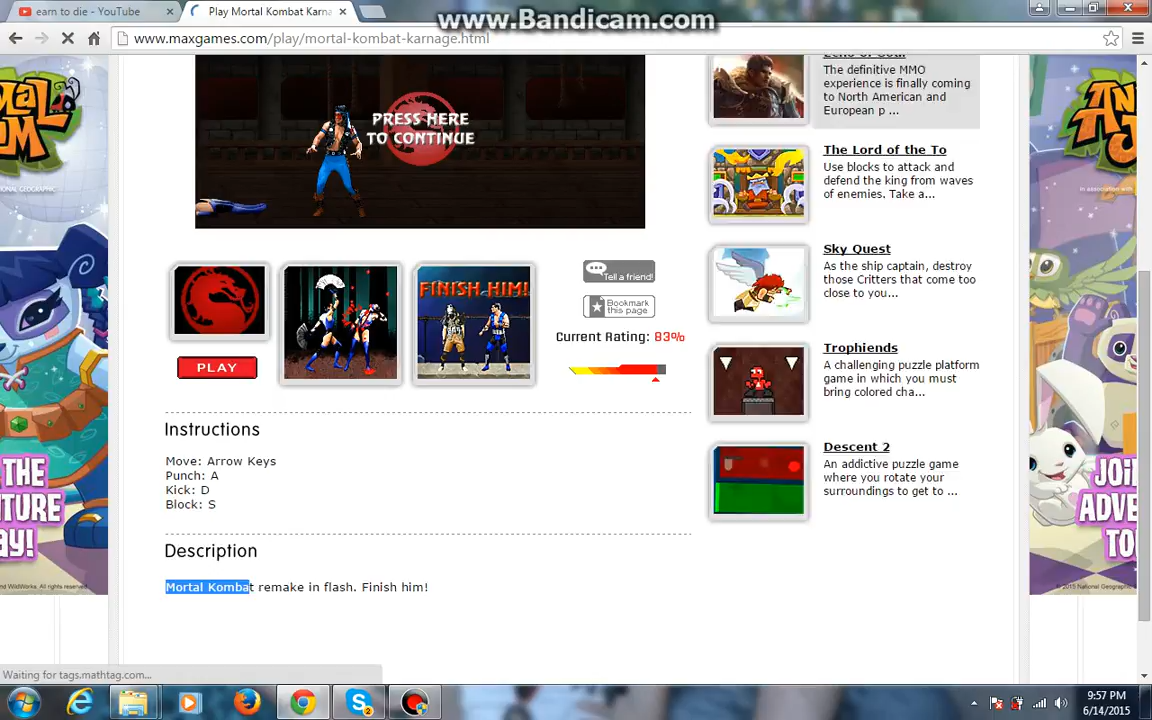 earn to die - YouTube
Play Mortal Kombat Karna
www.Bandicam.com
www.maxgames.com/play/mortal-kombat-karnage.html
The definitive MMO
experience is finally coming
to North American and
European p ...
PRESS HERE
TO CONTINUE
The Lord of the To
Use blocks to attack and
defend the king from waves
of enemies. Take a...
Sky Quest
As the ship captain, destroy
those Critters that come too
close to you...
Tell a friend!
Bookmark
this page
FINISH HIM!
Current Rating: 83%
PLAY
Trophiends
A challenging puzzle platform
game in which you must
bring colored cha...
Instructions
Move: Arrow Keys
Punch: A
Kick: D
Block: S
Descent 2
An addictive puzzle game
where you rotate your
surroundings to get to ...
Description
Mortal Kombat remake in flash. Finish him!
THE
Waiting for tags.mathtag.com...
2
9:57 PM
6/14/2015